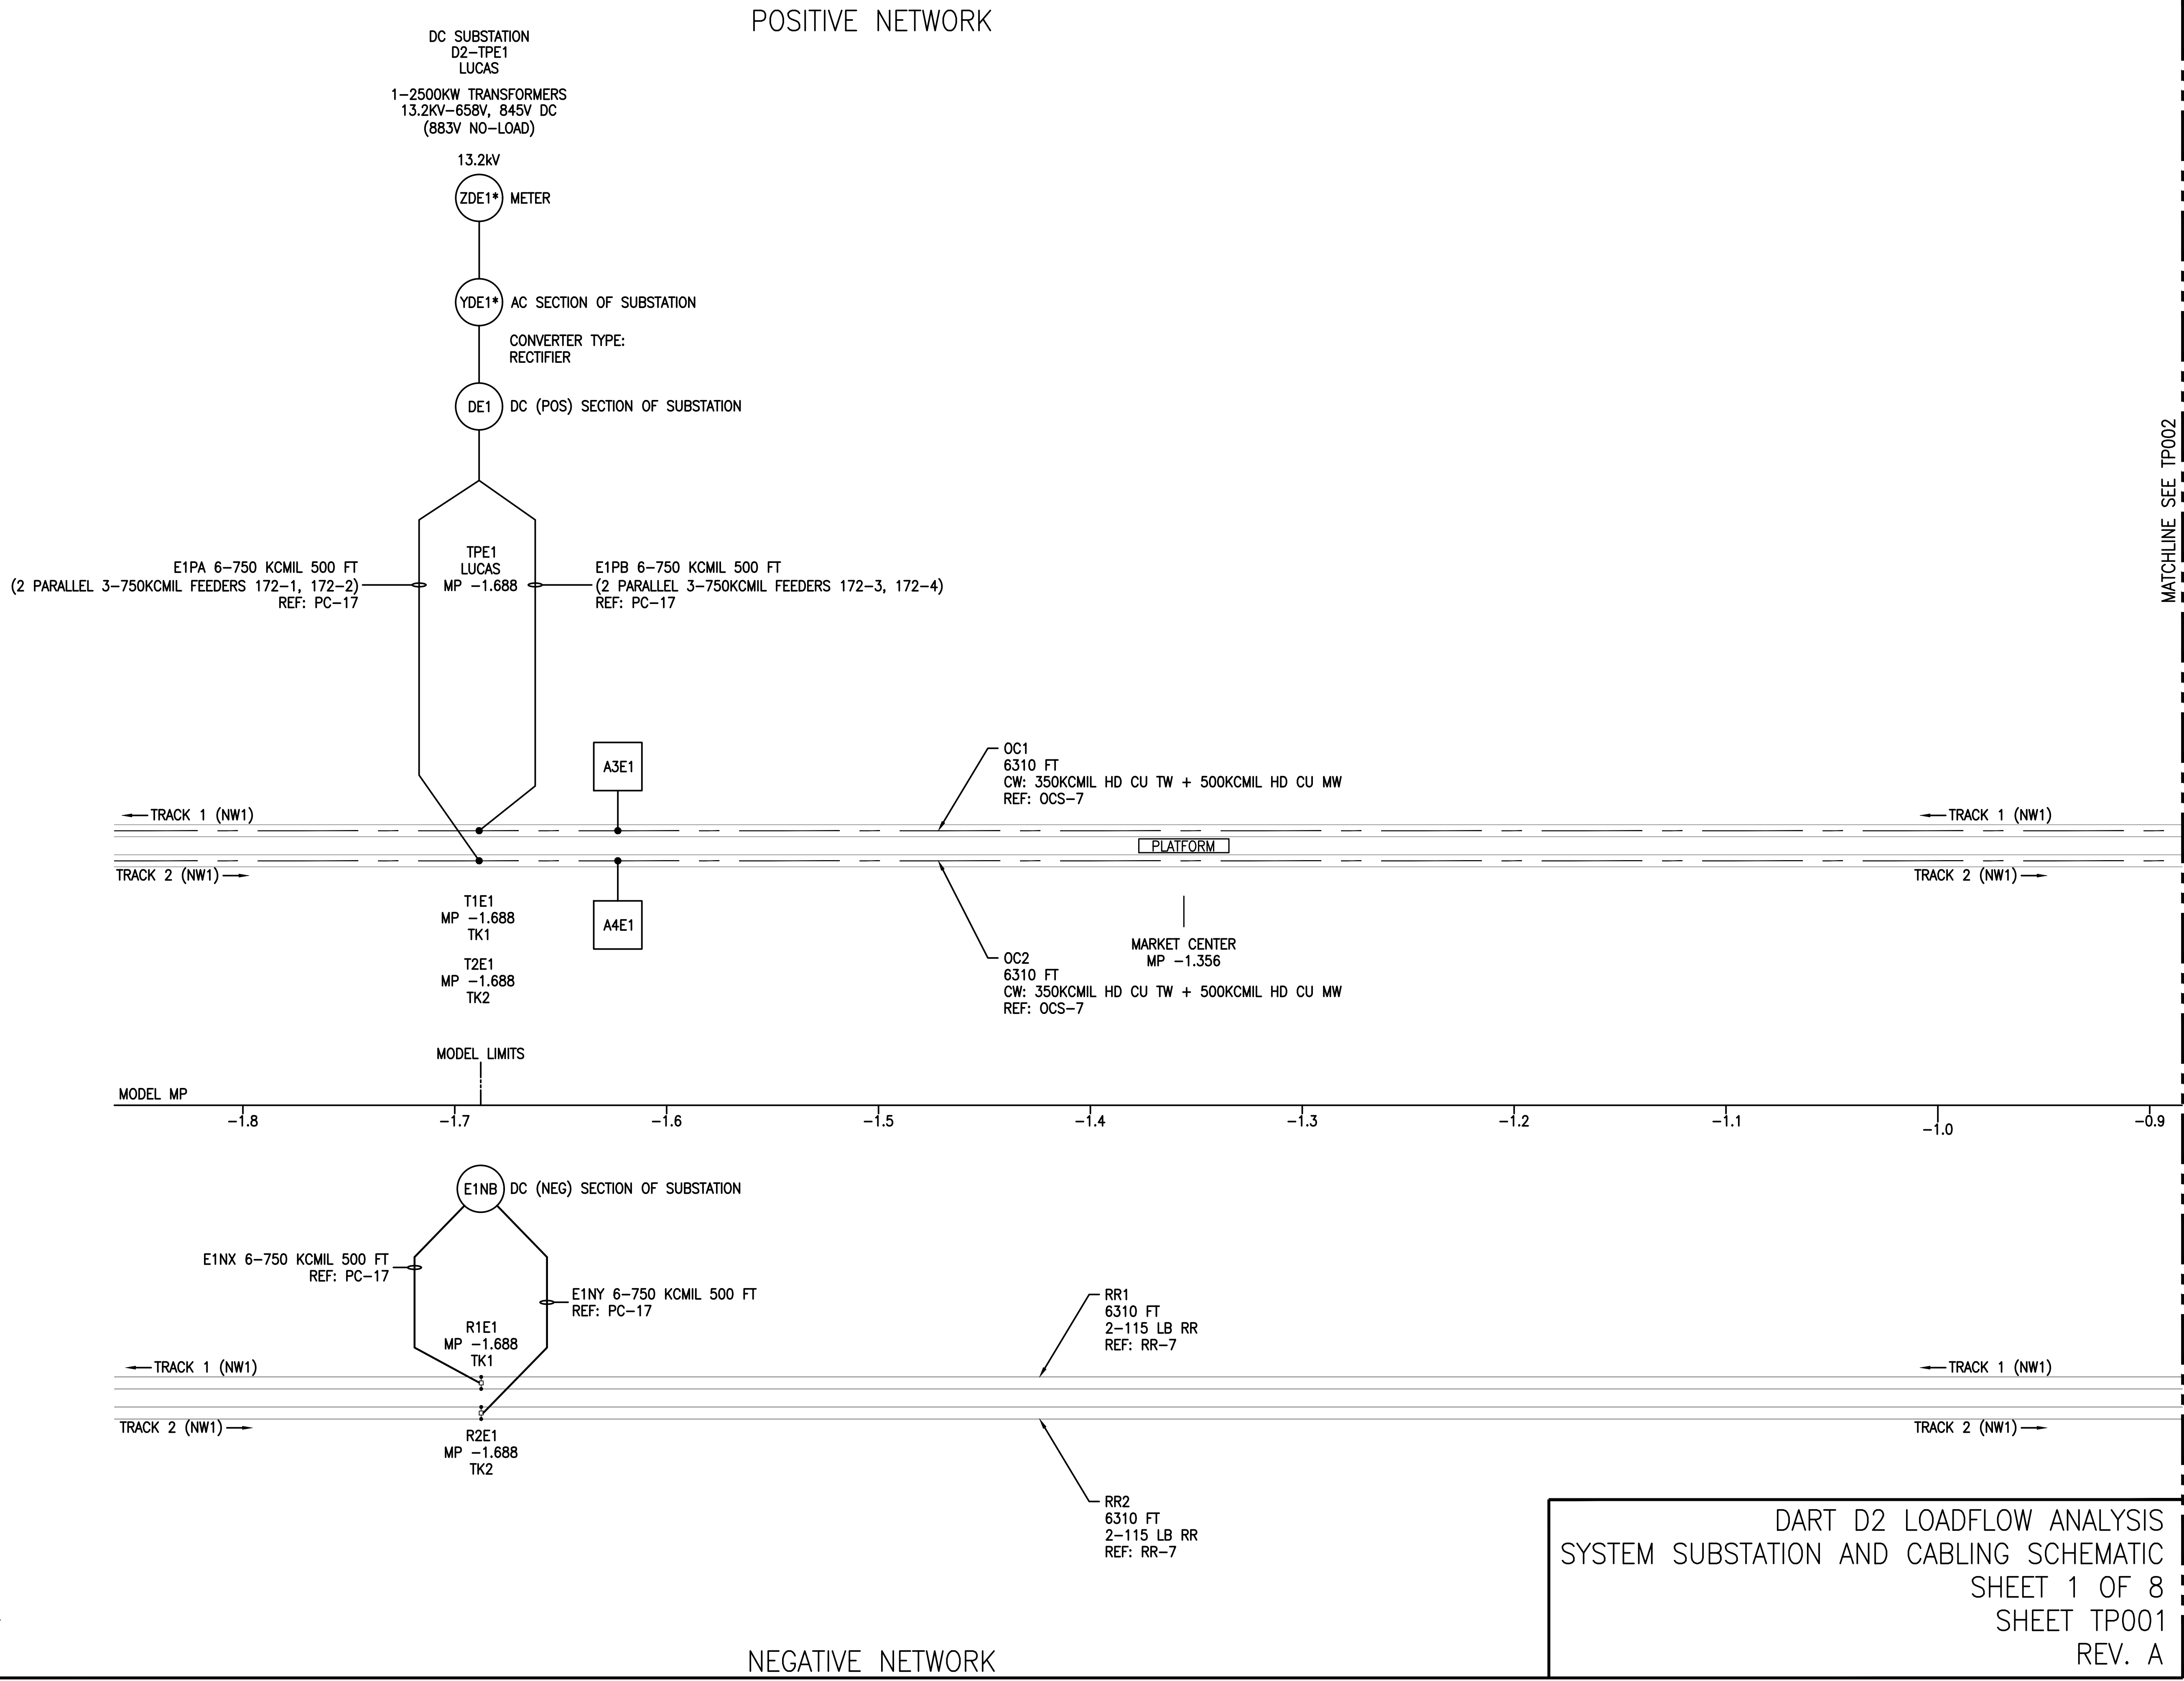 POSITIVE NETWORK
DC SUBSTATION
D2-TPE1
LUCAS
1-2500KW TRANSFORMERS
13.2KV-658V, 845V DC
(883V NO-LOAD)
13.2kV
ZDE1*
METER
YDE1*
AC SECTION OF SUBSTATION
CONVERTER TYPE:
RECTIFIER
DE1
DC (POS) SECTION OF SUBSTATION
MATCHLINE SEE TP002
E1PA 6-750 KCMIL 500 FT
(2 PARALLEL 3-750KCMIL FEEDERS 172-1, 172-2)
REF: PC-17
TPE1
LUCAS
MP -1.688
E1PB 6-750 KCMIL 500 FT
(2 PARALLEL 3-750KCMIL FEEDERS 172-3, 172-4)
REF: PC-17
A3E1
OC1
6310 FT
CW: 350KCMIL HD CU TW + 500KCMIL HD CU MW
REF: OCS-7
TRACK 1 (NW1)
TRACK 1 (NW1)
PLATFORM
TRACK 2 (NW1)
TRACK 2 (NW1)
T1E1
MP -1.688
TK1
T2E1
MP -1.688
TK2
A4E1
MARKET CENTER
MP -1.356
OC2
6310 FT
CW: 350KCMIL HD CU TW + 500KCMIL HD CU MW
REF: OCS-7
MODEL LIMITS
MODEL MP
-1.8
-1.7
-1.6
-1.5
-1.4
-1.3
-1.2
-1.1
-1.0
-0.9
E1NB
DC (NEG) SECTION OF SUBSTATION
E1NX 6-750 KCMIL 500 FT
REF: PC-17
E1NY 6-750 KCMIL 500 FT
REF: PC-17
R1E1
MP -1.688
TK1
RR1
6310 FT
2-115 LB RR
REF: RR-7
TRACK 1 (NW1)
TRACK 1 (NW1)
TRACK 2 (NW1)
TRACK 2 (NW1)
R2E1
MP -1.688
TK2
RR2
6310 FT
2-115 LB RR
REF: RR-7
DART D2 LOADFLOW ANALYSIS
SYSTEM SUBSTATION AND CABLING SCHEMATIC
SHEET 1 OF 8
SHEET TP001
REV. A
NEGATIVE NETWORK